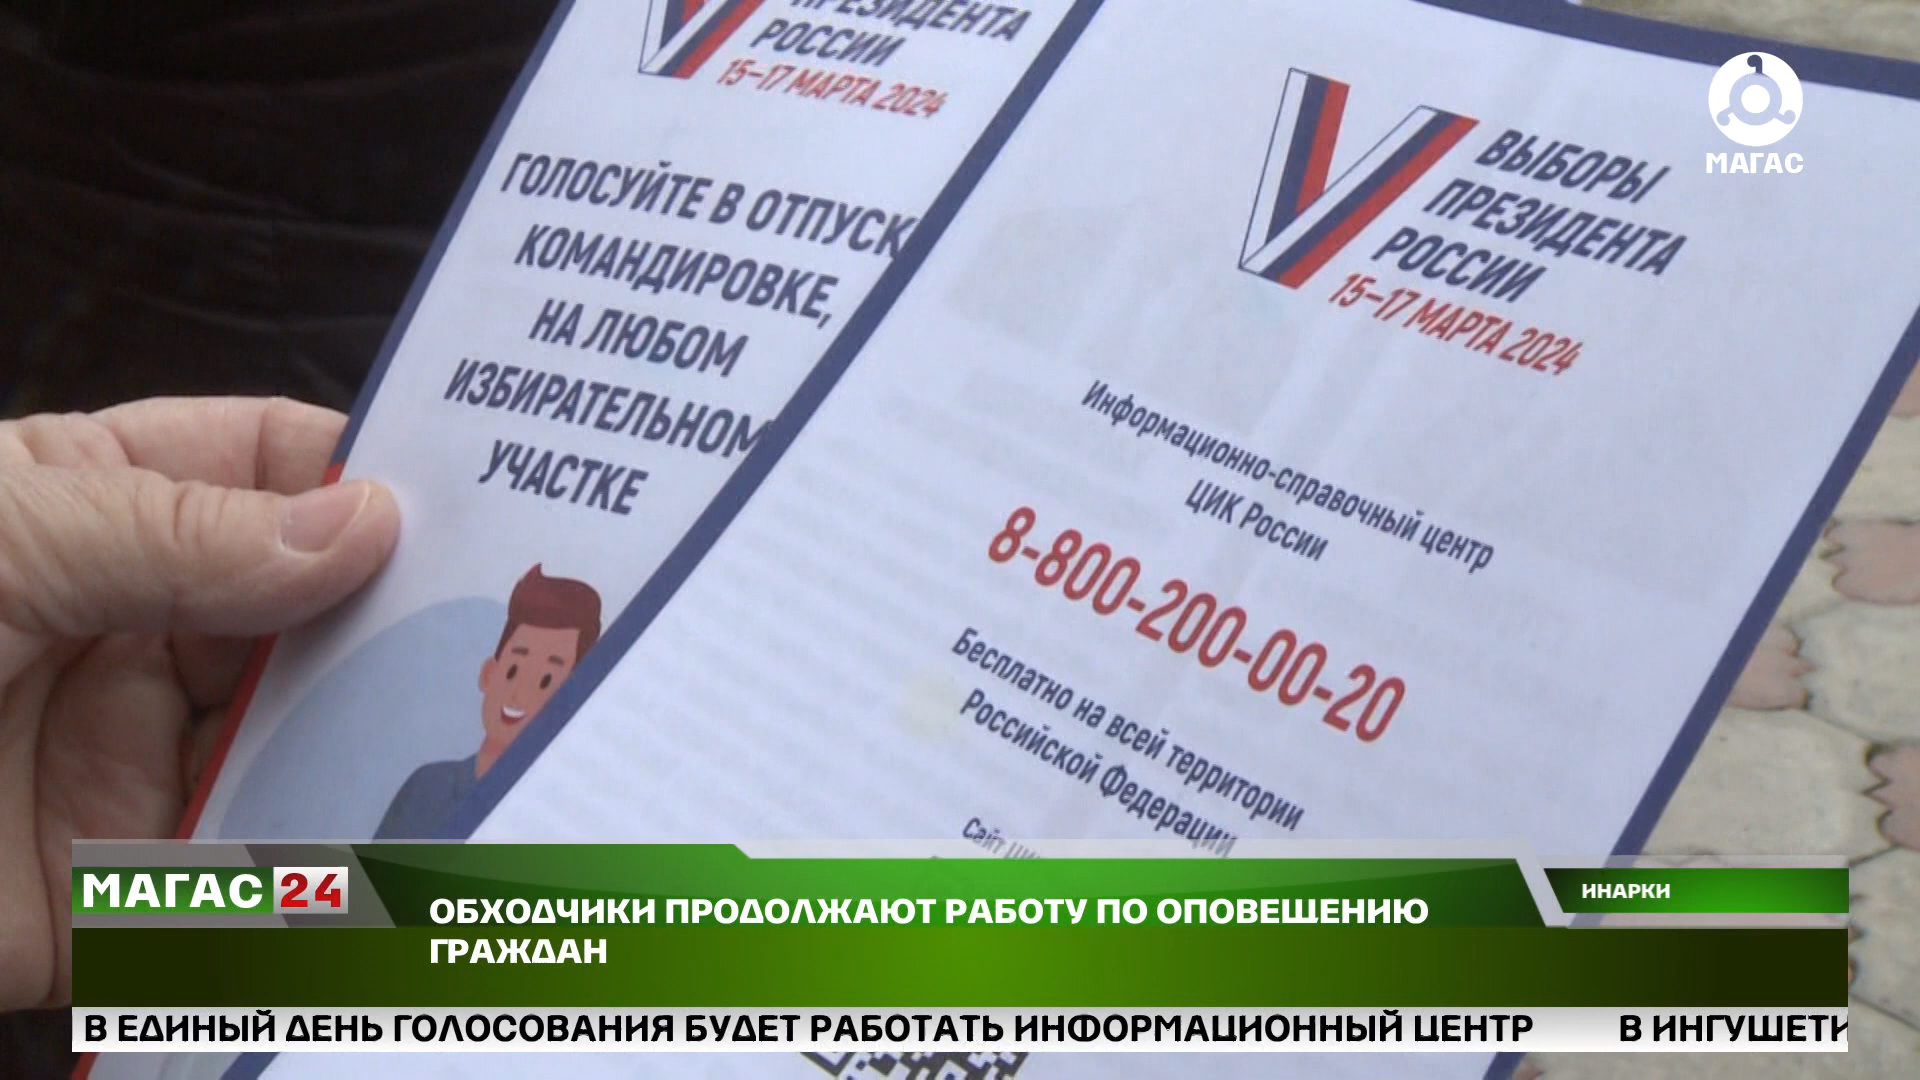 ПРЕЗИДЕНТА
РОССИИ
15–17 МАРТА 2024
ГОЛОСУЙТЕ В ОТПУСК
КОМАНДИРОВКЕ,
НА ЛЮБОМ
ИЗБИРАТЕЛЬНОМ
УЧАСТКЕ
ВЫБОРЫ
ПРЕЗИДЕНТА
РОССИИ
15–17 МАРТА 2024
Информационно-справочный центр
ЦИК России
8-800-200-00-20
Бесплатно на всей территории
Российской Федерации
Сайт ЦИ
МАГАС
МАГАС 24
ОБХОДЧИКИ ПРОДОЛЖАЮТ РАБОТУ ПО ОПОВЕЩЕНИЮ
ГРАЖДАН
ИНАРКИ
В ЕДИНЫЙ ДЕНЬ ГОЛОСОВАНИЯ БУДЕТ РАБОТАТЬ ИНФОРМАЦИОННЫЙ ЦЕНТР В ИНГУШЕТИ